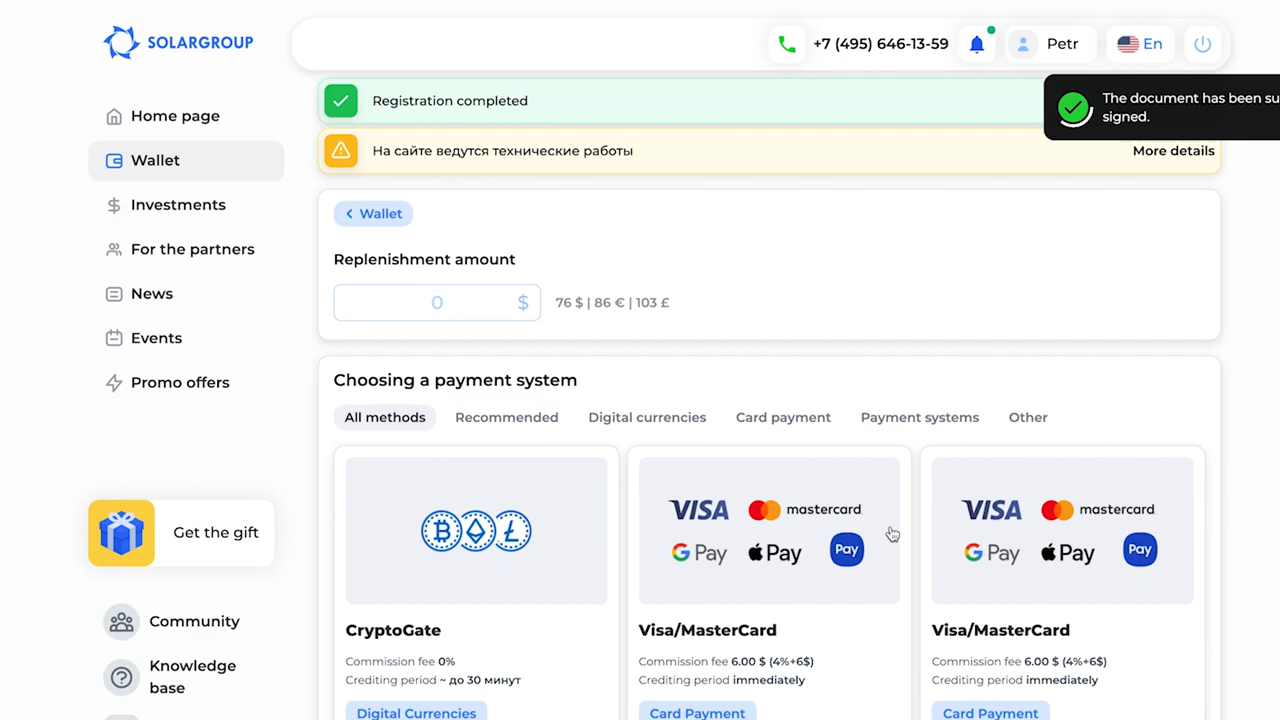 SOLARGROUP
+7 (495) 646-13-59
Petr
En
Home page
Wallet
Investments
For the partners
News
Events
Promo offers
Get the gift
Community
Knowledge
base
Registration completed
The document has been su
signed.
На сайте ведутся технические работы
More details
Wallet
Replenishment amount
0 $
76 $ | 86 € | 103 £
Choosing a payment system
All methods
Recommended
Digital currencies
Card payment
Payment systems
Other
CryptoGate
Commission fee 0%
Crediting period ~ до 30 минут
Digital Currencies
VISA mastercard
G Pay Pay Pay
Visa/MasterCard
Commission fee 6.00 $ (4%+6$)
Crediting period immediately
Card Payment
VISA mastercard
G Pay Pay Pay
Visa/MasterCard
Commission fee 6.00 $ (4%+6$)
Crediting period immediately
Card Payment